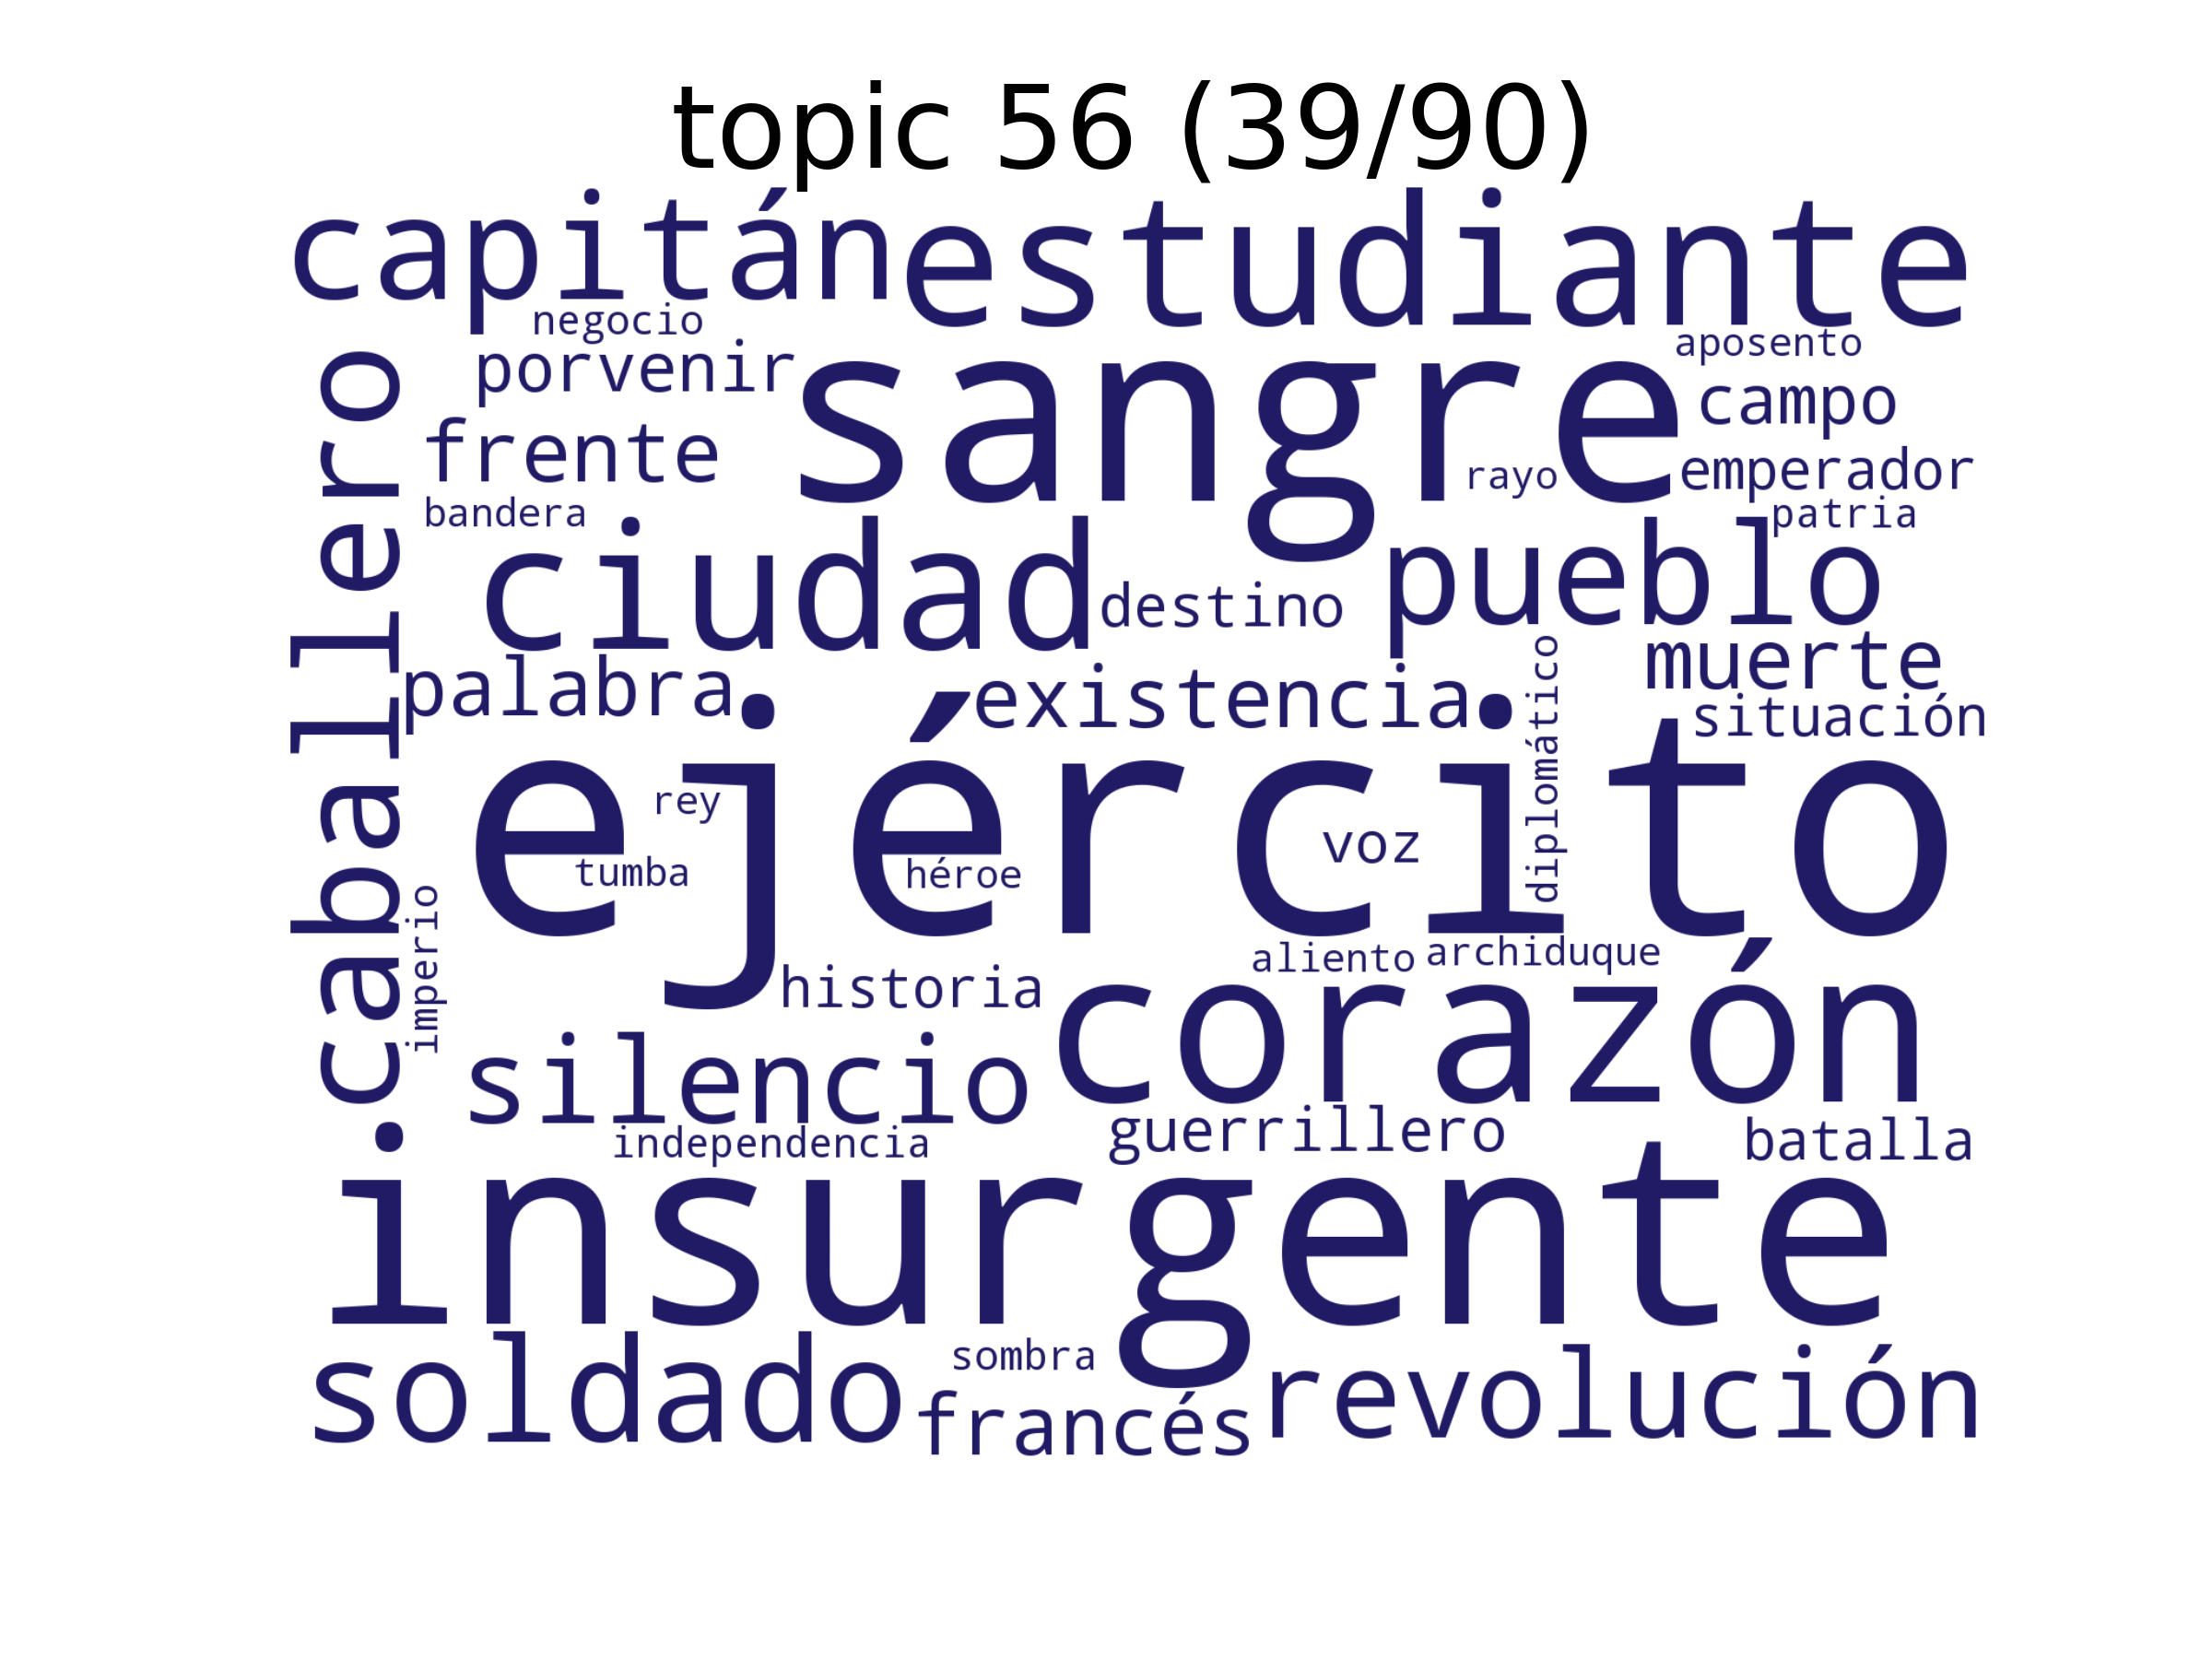 topic 56 (39/90)
capitán
estudiante
negocio
porvenir
aposento
sangre
campo
frente
rayo
emperador
bandera
patria
caballero
ciudad
destino
pueblo
palabra
existencia
diplomático
muerte
situación
ejército
rey
voz
tumba
héroe
imperio
historia
aliento
archiduque
silencio
corazón
independencia
guerrillero
batalla
insurgente
soldado
sombra
francés
revolución